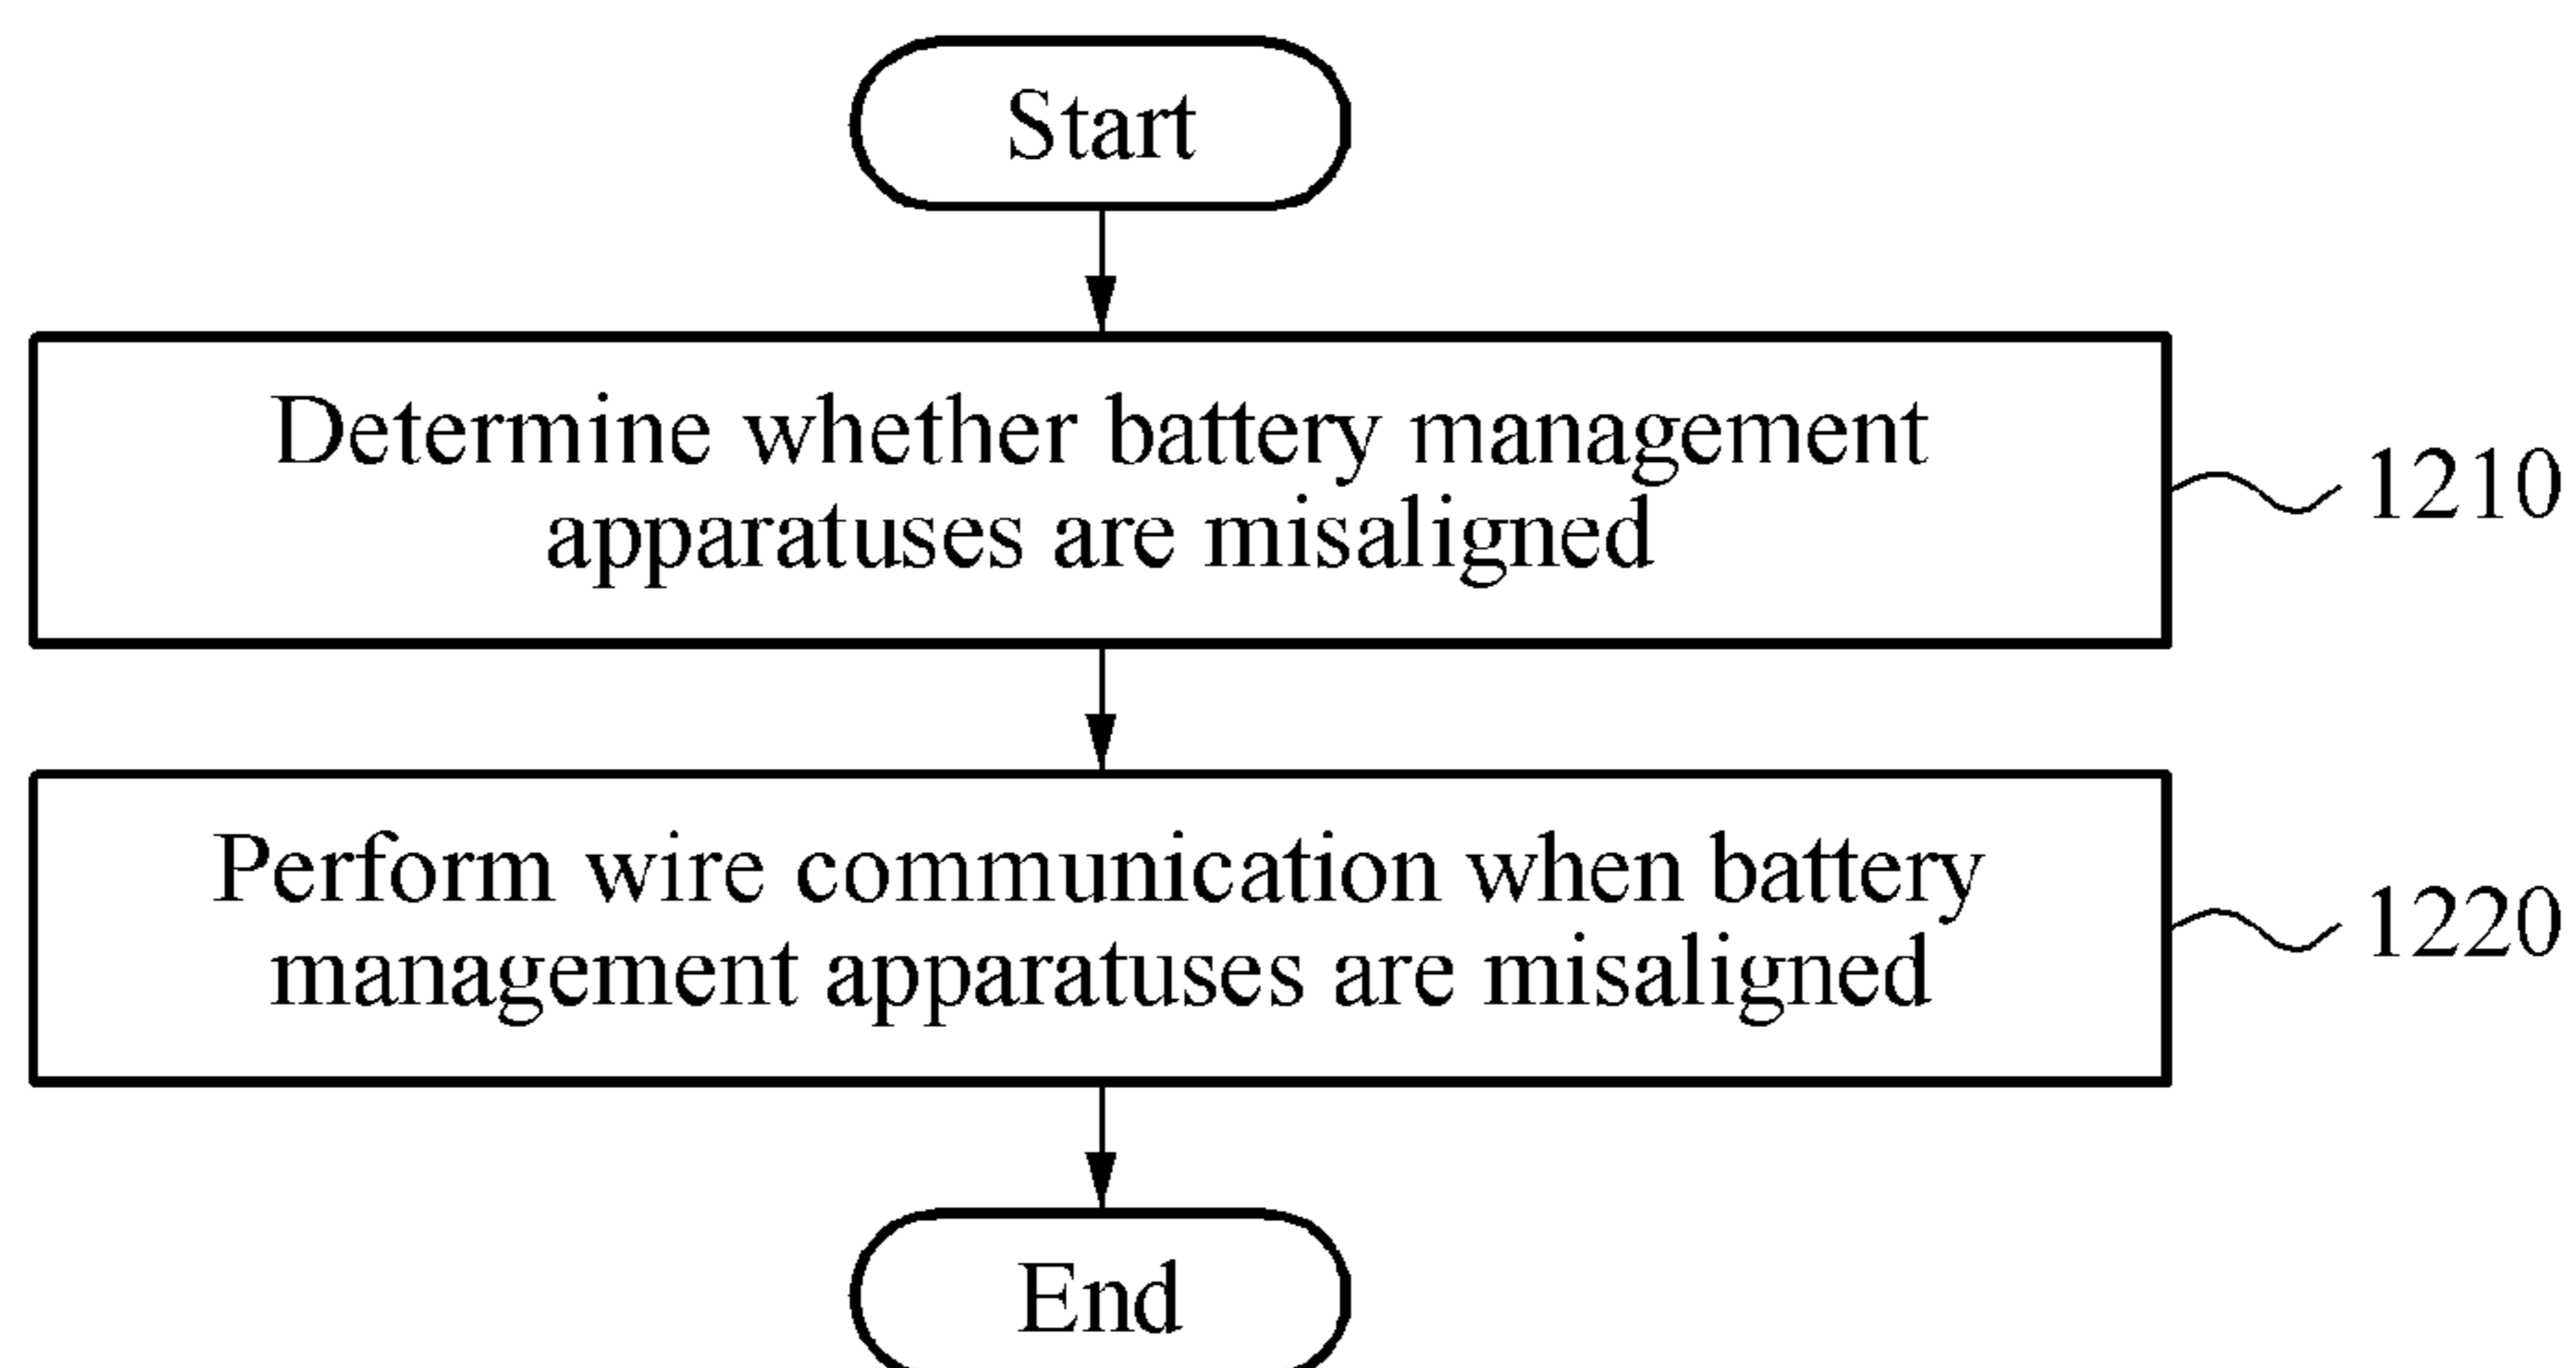 Start
Determine whether battery management
apparatuses are misaligned
1210
Perform wire communication when battery
management apparatuses are misaligned
1220
End